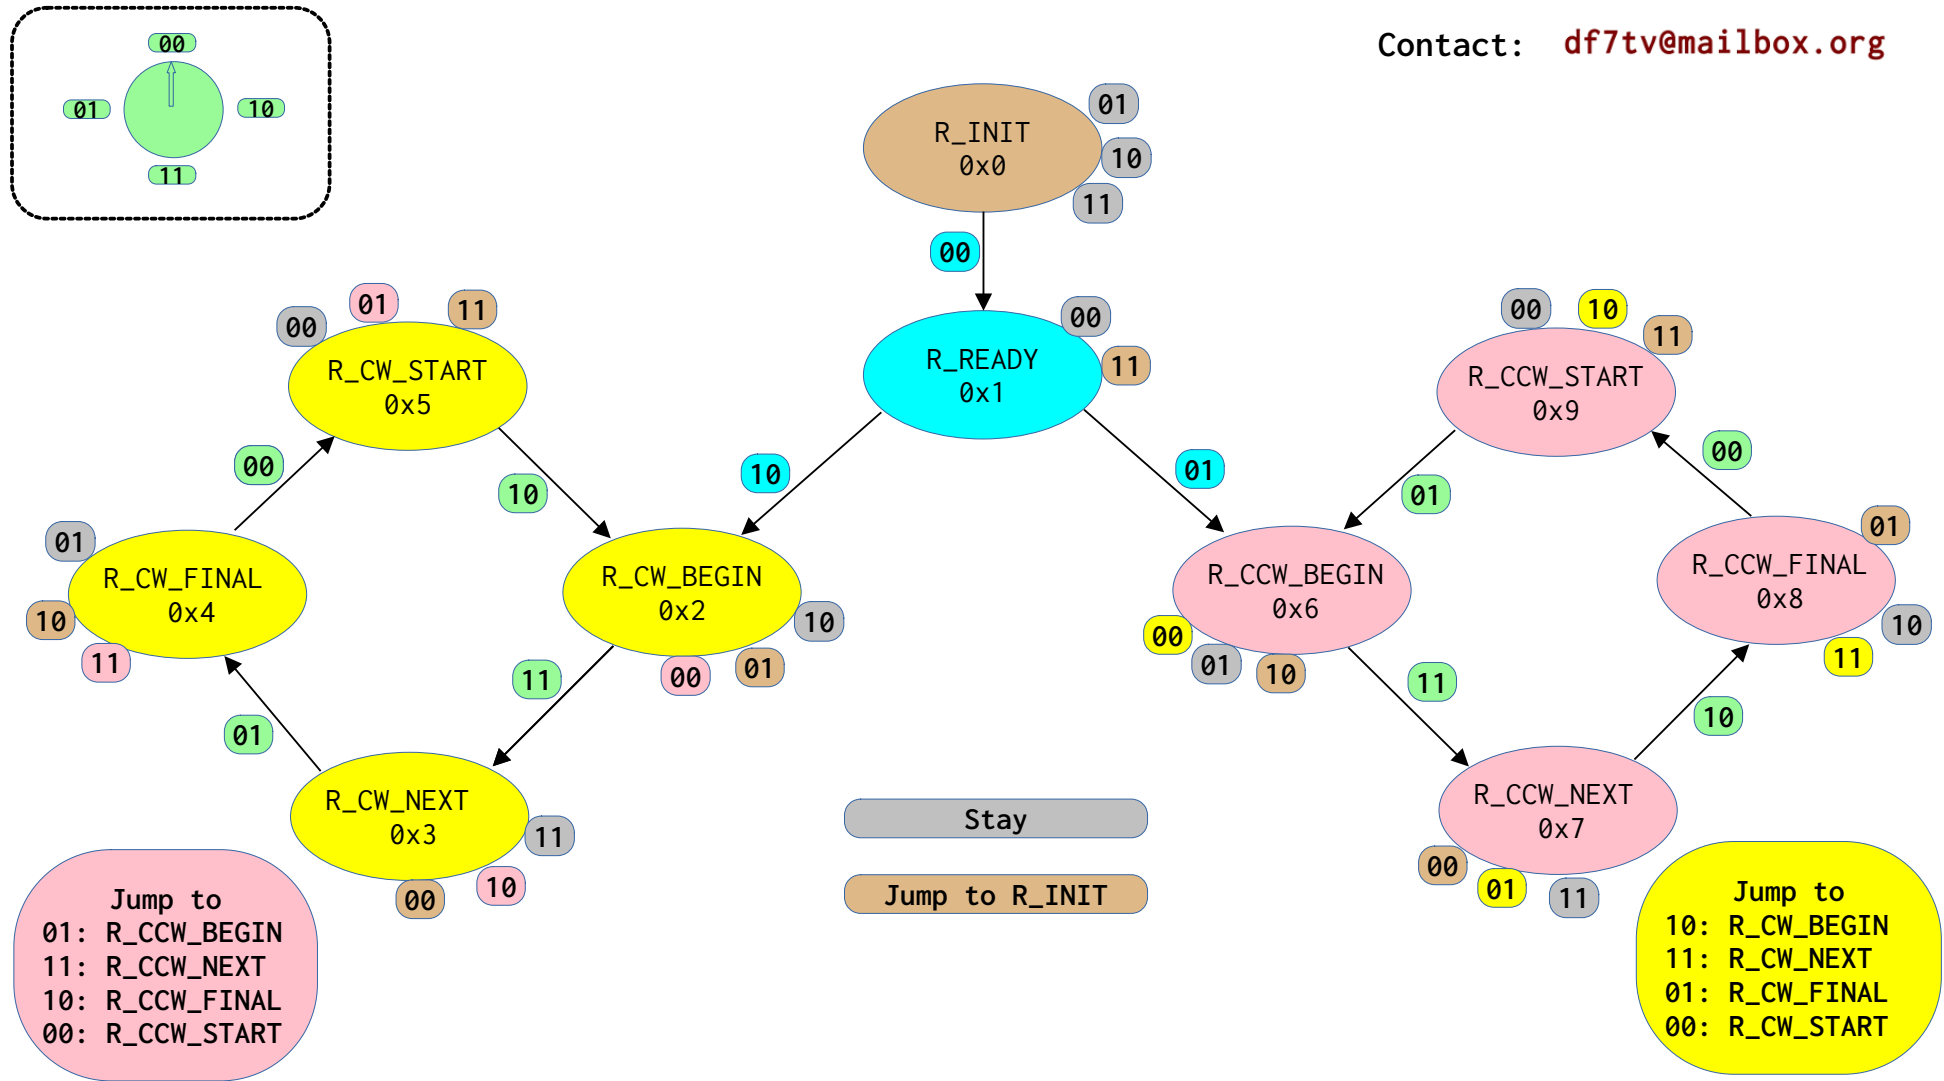 00
01
10
11
Contact: df7tv@mailbox.org
R_INIT
0x0
01
10
11
00
R_READY
0x1
00
11
10
01
R_CW_START
0x5
00
01
11
00
10
R_CW_FINAL
0x4
01
10
11
R_CW_BEGIN
0x2
10
01
00
11
01
R_CW_NEXT
0x3
11
10
00
R_CCW_START
0x9
00
10
11
01
00
R_CCW_BEGIN
0x6
00
01
10
R_CCW_FINAL
0x8
01
10
11
11
10
R_CCW_NEXT
0x7
00
01
11
Stay
Jump to R_INIT
Jump to
01: R_CCW_BEGIN
11: R_CCW_NEXT
10: R_CCW_FINAL
00: R_CCW_START
Jump to
10: R_CW_BEGIN
11: R_CW_NEXT
01: R_CW_FINAL
00: R_CW_START